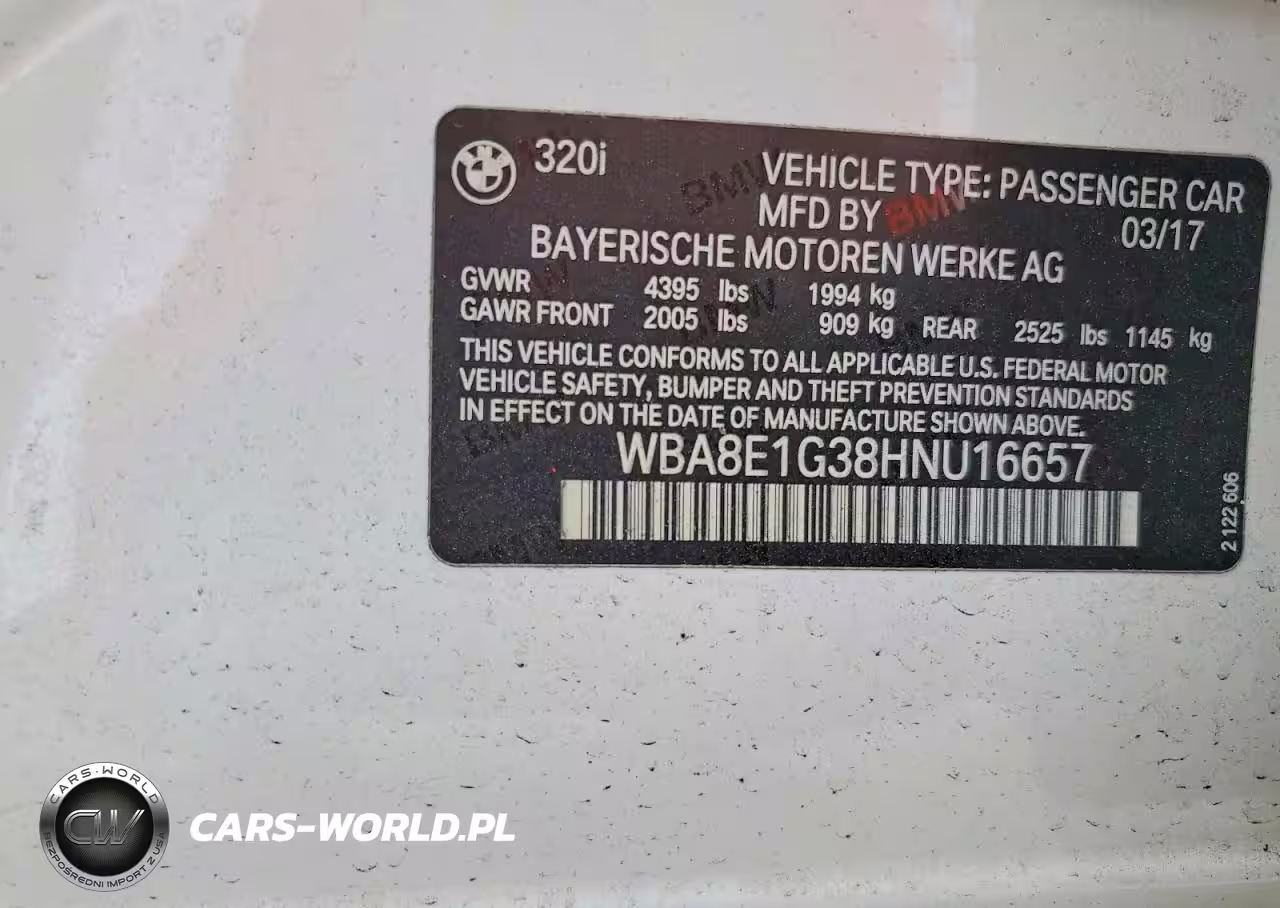 320i
VEHICLE TYPE: PASSENGER CAR
MFD BY BMW 03/17
BAYERISCHE MOTOREN WERKE AG
GVWR 4395 lbs 1994 kg
GAWR FRONT 2005 lbs 909 kg REAR 2525 lbs 1145 kg
THIS VEHICLE CONFORMS TO ALL APPLICABLE U.S. FEDERAL MOTOR
VEHICLE SAFETY, BUMPER AND THEFT PREVENTION STANDARDS
IN EFFECT ON THE DATE OF MANUFACTURE SHOWN ABOVE.
WBA8E1G38HNU16657
2 122 606
CARS-WORLD
CW
BEZPOŚREDNI IMPORT Z USA
CARS-WORLD.PL